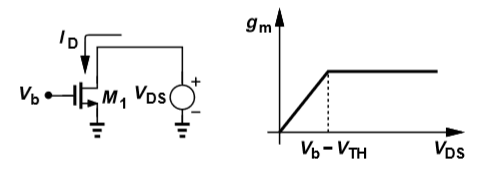 I_D
V_b
M_1
V_DS
+
−
g_m
V_b − V_TH
V_DS